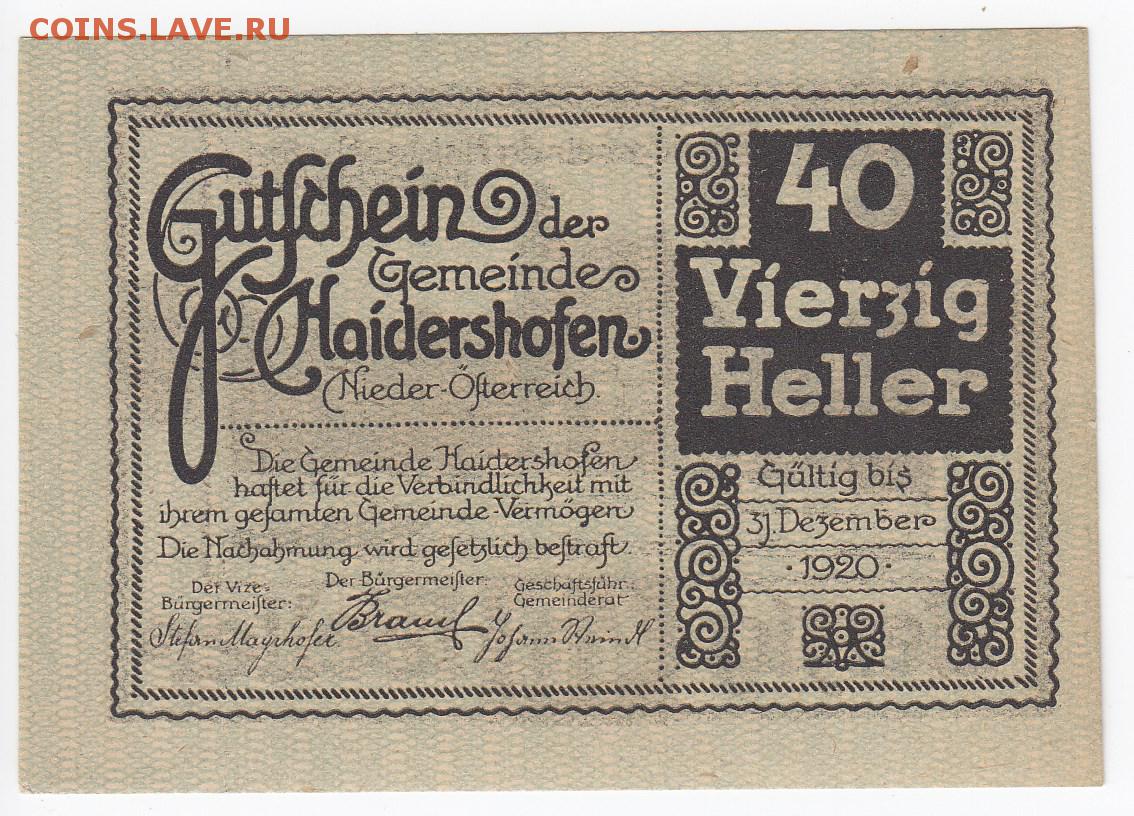 COINS.LAVE.RU
Gutschein der
Gemeinde
Haidershofen.
Nieder-Österreich.
Die Gemeinde Haidershofen
haftet für die Verbindlichkeit mit
ihrem gesamten Gemeinde-Vermögen
Die Nachahmung wird gesetzlich bestraft.
Der Vize-
Bürgermeister:
Stefan Mayrhofer
Der Bürgermeister:
Geschäftsführ:
Gemeinderat
Johann
40
Vierzig
Heller
Gültig bis
31. Dezember
·1920·